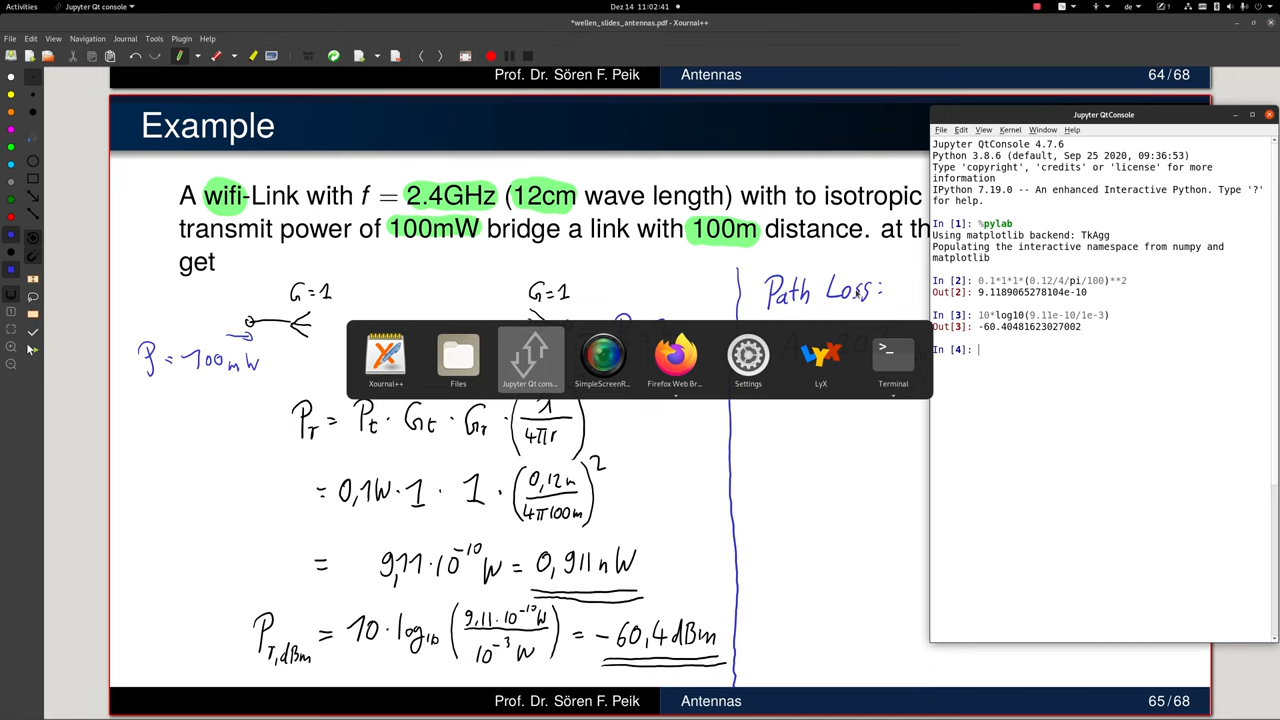 Activities
Jupyter Qt console
Dez 14 11:02:41
de
*wellen_slides_antennas.pdf - Xournal++
File Edit View Navigation Journal Tools Plugin Help
Prof. Dr. Sören F. Peik Antennas 64 / 68
Example
A wifi-Link with f = 2.4GHz (12cm wave length) with to isotropic
transmit power of 100mW bridge a link with 100m distance. at th
get
G=1
G=1
P = 100mW
Path Loss:
Xournal++
Files
Jupyter Qt cons...
SimpleScreenR...
Firefox Web Br...
Settings
LyX
Terminal
Pr = Pt · Gt · Gr · (λ/4πr)
= 0,1W · 1 · 1 · (0,12m/4π100m)²
= 9,11·10⁻¹⁰ W = 0,911nW
Pr,dBm = 10·log10 (9,11·10⁻¹⁰W/10⁻³W) = -60,4dBm
Prof. Dr. Sören F. Peik Antennas 65 / 68
Jupyter QtConsole
File Edit View Kernel Window Help
Jupyter QtConsole 4.7.6
Python 3.8.6 (default, Sep 25 2020, 09:36:53)
Type 'copyright', 'credits' or 'license' for more
information
IPython 7.19.0 -- An enhanced Interactive Python. Type '?'
for help.
In [1]: %pylab
Using matplotlib backend: TkAgg
Populating the interactive namespace from numpy and
matplotlib
In [2]: 0.1*1*1*(0.12/4/pi/100)**2
Out[2]: 9.1189065278104e-10
In [3]: 10*log10(9.11e-10/1e-3)
Out[3]: -60.40481623027002
In [4]: